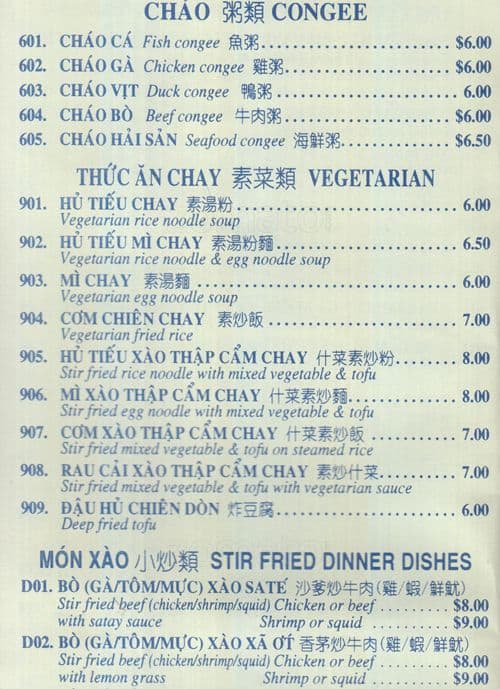 CHÁO 粥類 CONGEE
601. CHÁO CÁ Fish congee 魚粥 $6.00
602. CHÁO GÀ Chicken congee 雞粥 $6.00
603. CHÁO VỊT Duck congee 鴨粥 6.00
604. CHÁO BÒ Beef congee 牛肉粥 $6.00
605. CHÁO HẢI SẢN Seafood congee 海鮮粥 $6.50
THỨC ĂN CHAY 素菜類 VEGETARIAN
901. HỦ TIẾU CHAY 素湯粉 6.00
Vegetarian rice noodle soup
902. HỦ TIẾU MÌ CHAY 素湯粉麵 6.50
Vegetarian rice noodle & egg noodle soup
903. MÌ CHAY 素湯麵 6.00
Vegetarian egg noodle soup
904. CƠM CHIÊN CHAY 素炒飯 7.00
Vegetarian fried rice
905. HỦ TIẾU XÀO THẬP CẨM CHAY 什菜素炒粉 8.00
Stir fried rice noodle with mixed vegetable & tofu
906. MÌ XÀO THẬP CẨM CHAY 什菜素炒麵 8.00
Stir fried egg noodle with mixed vegetable & tofu
907. CƠM XÀO THẬP CẨM CHAY 什菜素炒飯 7.00
Stir fried mixed vegetable & tofu on steamed rice
908. RAU CẢI XÀO THẬP CẨM CHAY 素炒什菜 7.00
Stir fried mixed vegetable & tofu with vegetarian sauce
909. ĐẬU HỦ CHIÊN DÒN 炸豆腐 6.00
Deep fried tofu
MÓN XÀO 小炒類 STIR FRIED DINNER DISHES
D01. BÒ (GÀ/TÔM/MỰC) XÀO SATÉ 沙爹炒牛肉(雞/蝦/鮮魷)
Stir fried beef (chicken/shrimp/squid) Chicken or beef $8.00
with satay sauce Shrimp or squid $9.00
D02. BÒ (GÀ/TÔM/MỰC) XÀO XÃ ƠT 香茅炒牛肉(雞/蝦/鮮魷)
Stir fried beef (chicken/shrimp/squid) Chicken or beef $8.00
with lemon grass Shrimp or squid $9.00